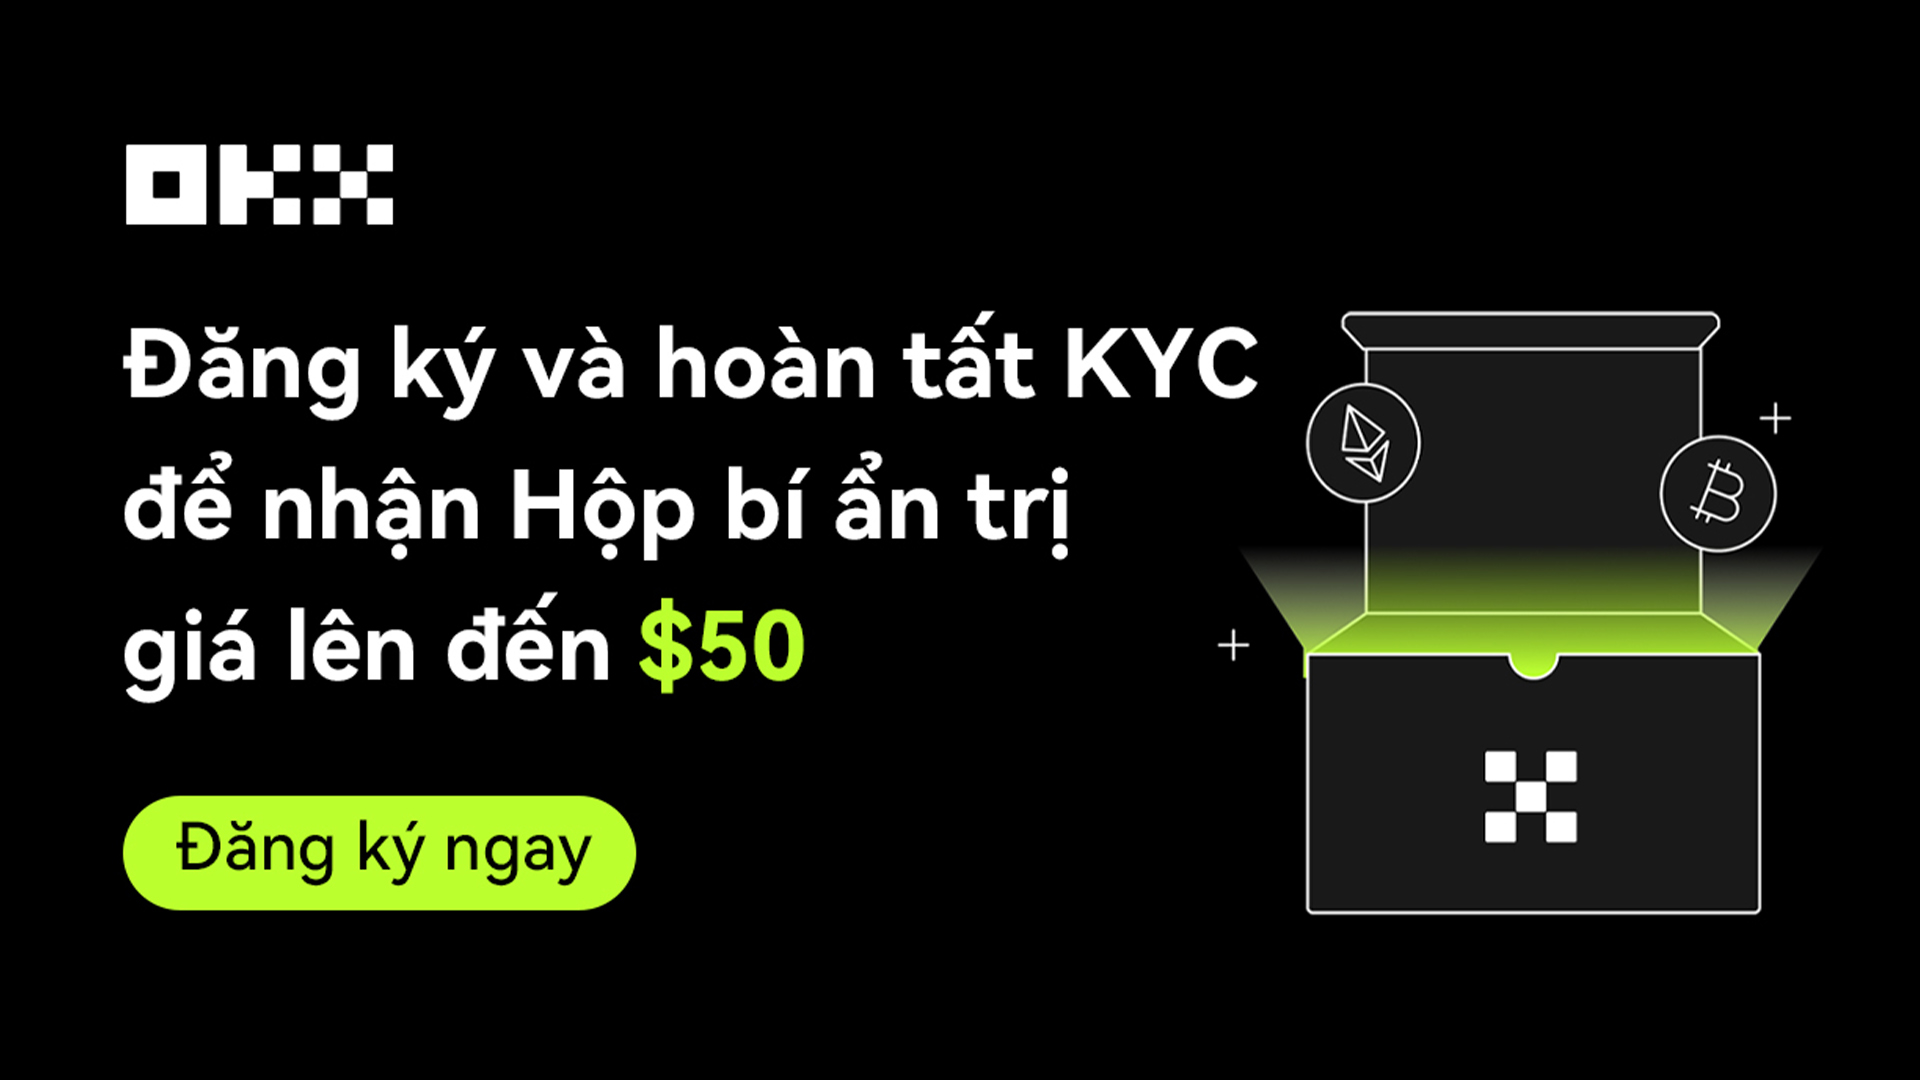 OKX
Đăng ký và hoàn tất KYC
để nhận Hộp bí ẩn trị
giá lên đến $50
Đăng ký ngay